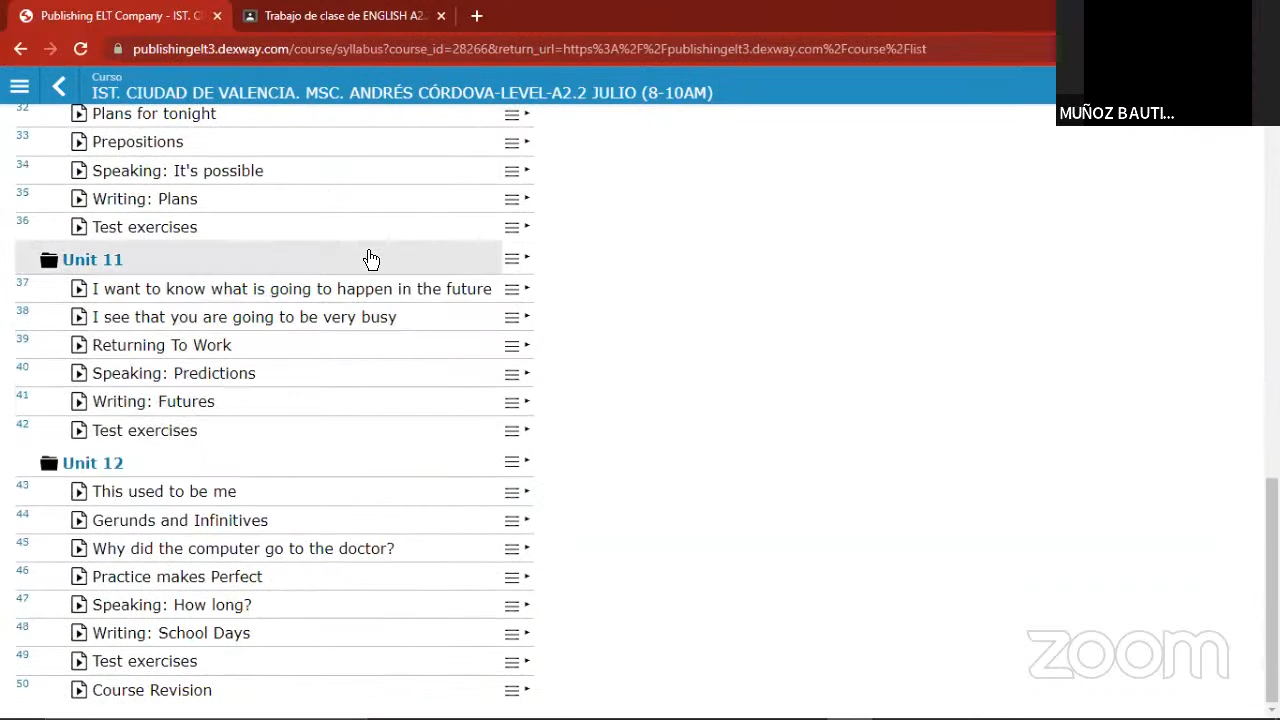 Publishing ELT Company - IST. C
Trabajo de clase de ENGLISH A2.
publishingelt3.dexway.com/course/syllabus?course_id=28266&return_url=https%3A%2F%2Fpublishingelt3.dexway.com%2Fcourse%2Flist
Curso
IST. CIUDAD DE VALENCIA. MSC. ANDRÉS CÓRDOVA-LEVEL-A2.2 JULIO (8-10AM)
MUÑOZ BAUTI...
32 Plans for tonight
33 Prepositions
34 Speaking: It's possible
35 Writing: Plans
36 Test exercises
Unit 11
37 I want to know what is going to happen in the future
38 I see that you are going to be very busy
39 Returning To Work
40 Speaking: Predictions
41 Writing: Futures
42 Test exercises
Unit 12
43 This used to be me
44 Gerunds and Infinitives
45 Why did the computer go to the doctor?
46 Practice makes Perfect
47 Speaking: How long?
48 Writing: School Days
49 Test exercises
50 Course Revision
zoom